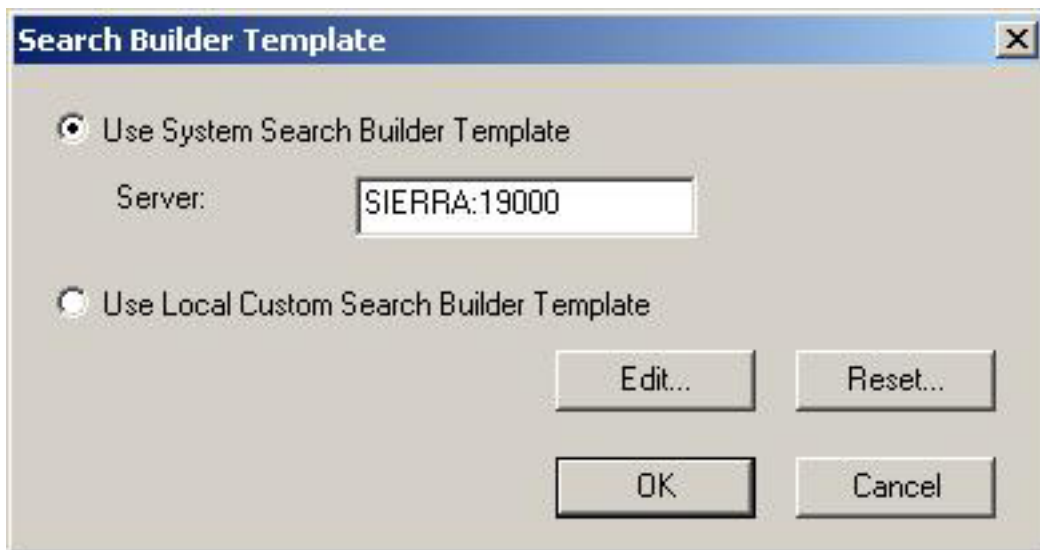 Search Builder Template
Use System Search Builder Template
Server: SIERRA:19000
Use Local Custom Search Builder Template
Edit... Reset...
OK Cancel